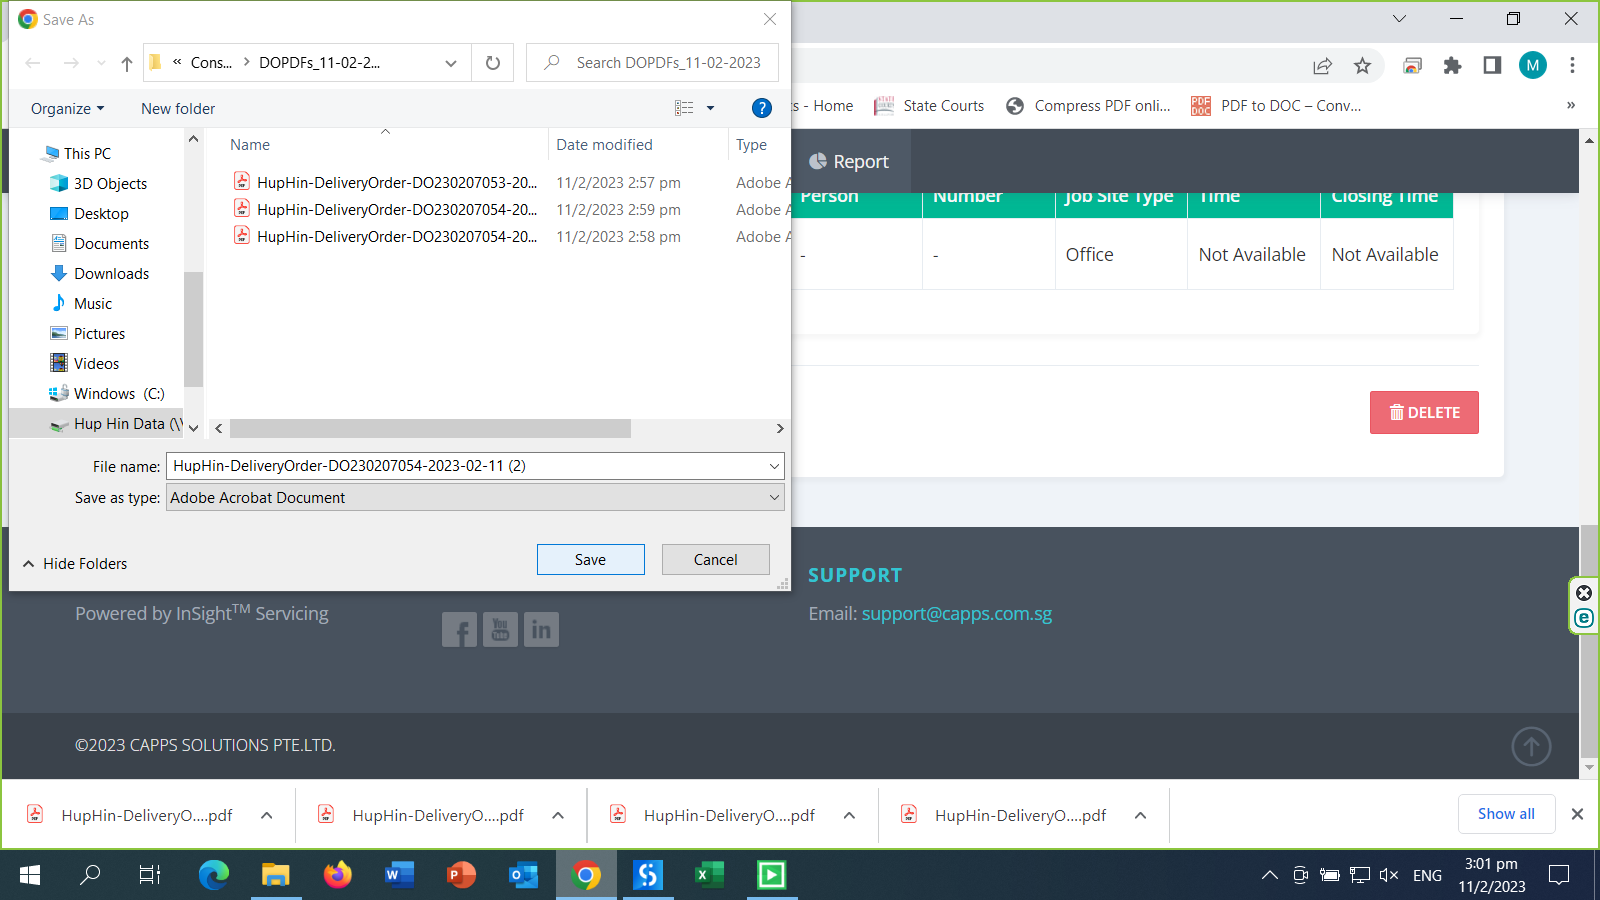 Save As
Cons...
DOPDFs_11-02-2...
Search DOPDFs_11-02-2023
Organize
New folder
?
Name
Date modified
Type
This PC
3D Objects
Desktop
Documents
Downloads
Music
Pictures
Videos
Windows (C:)
Hup Hin Data (\\
HupHin-DeliveryOrder-DO230207053-20... 11/2/2023 2:57 pm Adobe A
HupHin-DeliveryOrder-DO230207054-20... 11/2/2023 2:59 pm Adobe A
HupHin-DeliveryOrder-DO230207054-20... 11/2/2023 2:58 pm Adobe A
File name: HupHin-DeliveryOrder-DO230207054-2023-02-11 (2)
Save as type: Adobe Acrobat Document
Hide Folders
Save
Cancel
M
- Home
State Courts
Compress PDF onli...
PDF DOC
PDF to DOC – Conv...
»
Report
Person
Number
Job Site Type
Time
Closing Time
-
-
Office
Not Available
Not Available
DELETE
SUPPORT
Powered by InSight™ Servicing
You Tube
in
Email: support@capps.com.sg
©2023 CAPPS SOLUTIONS PTE.LTD.
HupHin-DeliveryO....pdf
HupHin-DeliveryO....pdf
HupHin-DeliveryO....pdf
HupHin-DeliveryO....pdf
Show all
ENG
3:01 pm
11/2/2023